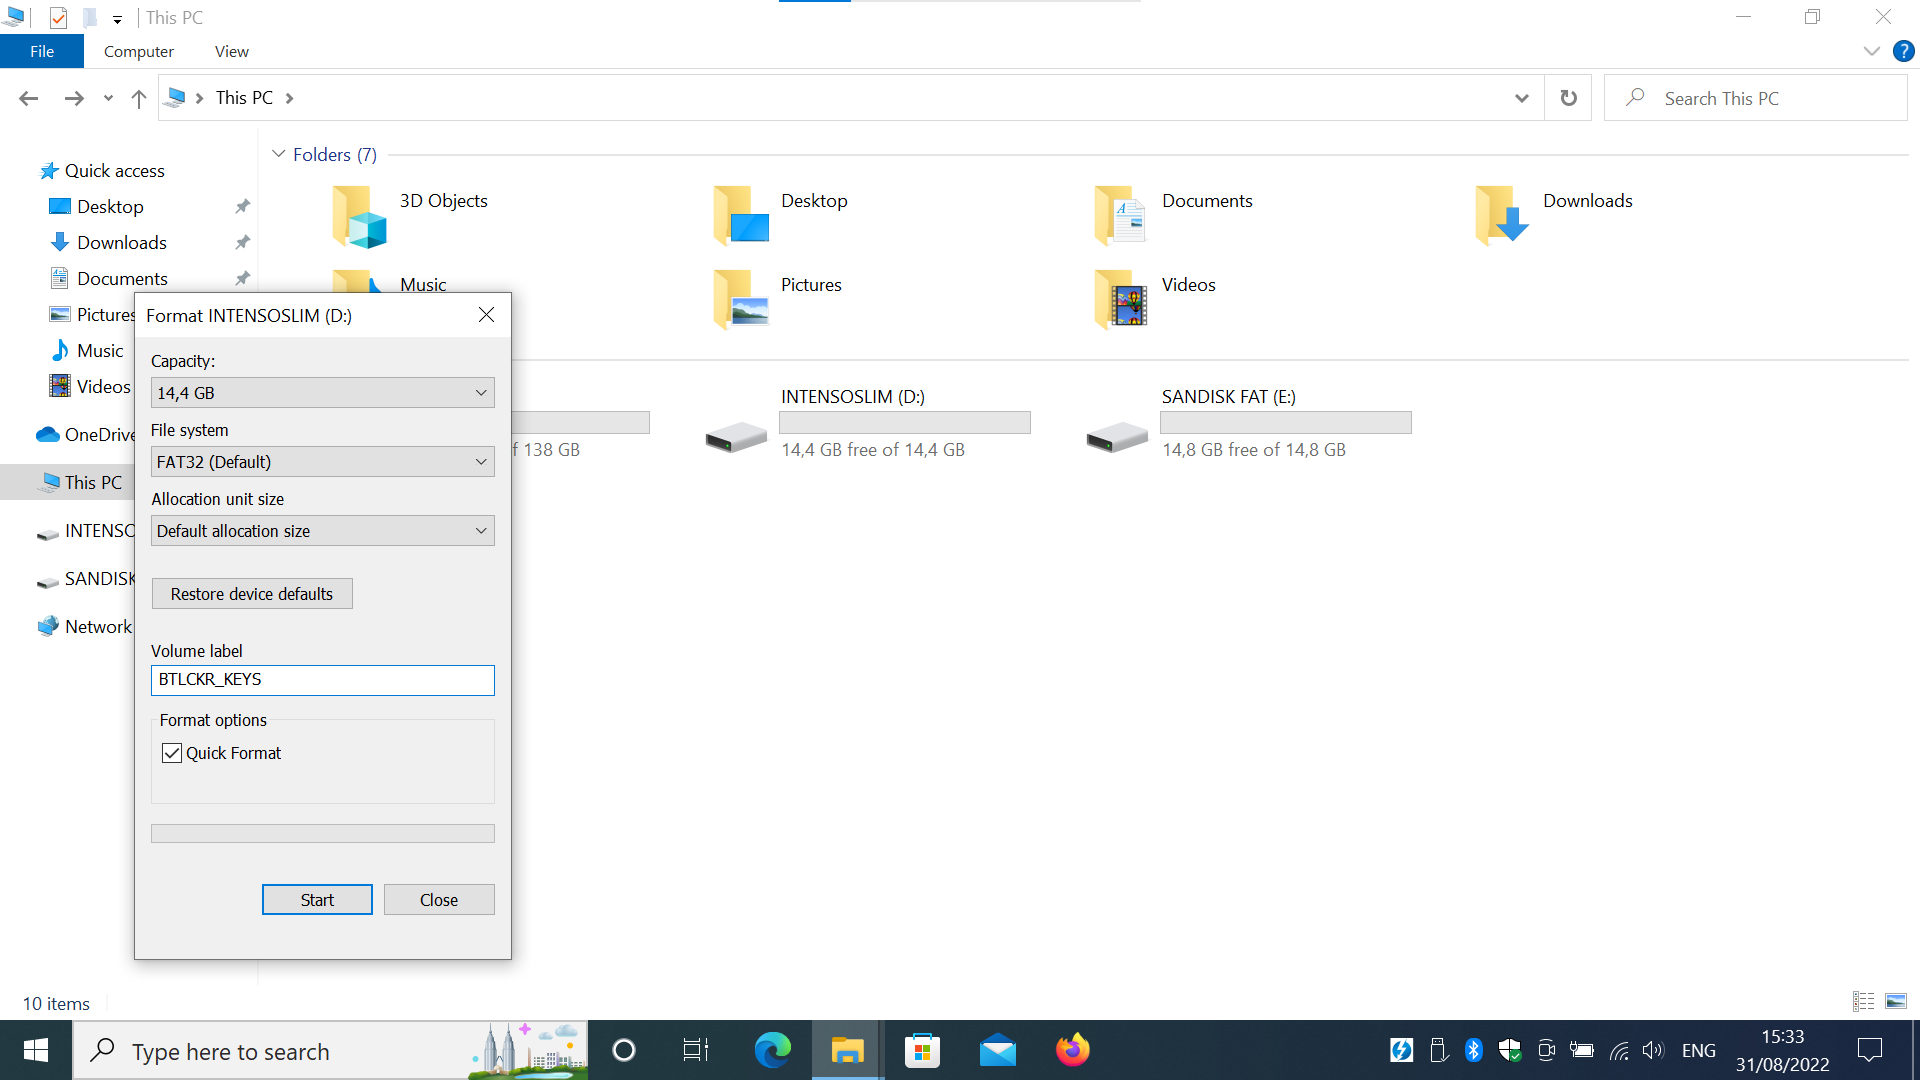 This PC
File
Computer
View
This PC
Search This PC
Quick access
Desktop
Downloads
Documents
Pictures
Music
Videos
OneDrive
This PC
INTENSO
SANDISK
Network
Folders (7)
3D Objects
Desktop
Documents
Downloads
Music
Pictures
Videos
f 138 GB
INTENSOSLIM (D:)
14,4 GB free of 14,4 GB
SANDISK FAT (E:)
14,8 GB free of 14,8 GB
Format INTENSOSLIM (D:)
Capacity:
14,4 GB
File system
FAT32 (Default)
Allocation unit size
Default allocation size
Restore device defaults
Volume label
BTLCKR_KEYS
Format options
Quick Format
Start
Close
10 items
Type here to search
ENG
15:33
31/08/2022